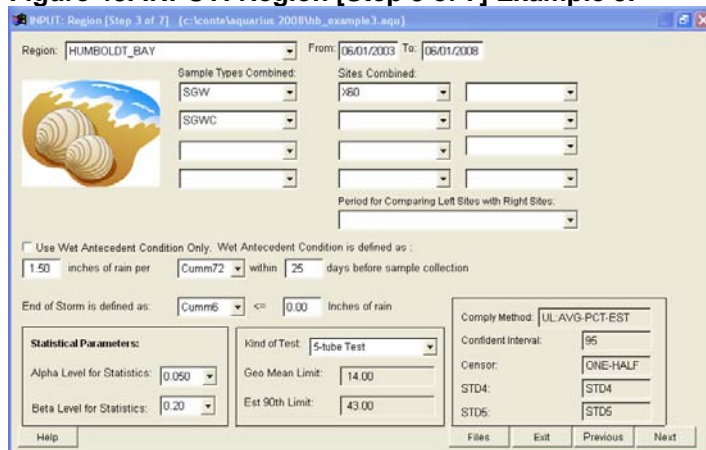 INPUT: Region [Step 3 of 7] {c:\conte\aquarius 2008\hb_example3.aqu}
Region: HUMBOLDT_BAY From: 06/01/2003 To: 06/01/2008
Sample Types Combined: Sites Combined:
SGW X60
SGWC
Period for Comparing Left Sites with Right Sites:
Use Wet Antecedent Condition Only. Wet Antecedent Condition is defined as :
1.50 inches of rain per Cumm72 within 25 days before sample collection
End of Storm is defined as: Cumm6 <= 0.00 Inches of rain
Statistical Parameters:
Alpha Level for Statistics: 0.050
Beta Level for Statistics: 0.20
Kind of Test: 5-tube Test
Geo Mean Limit: 14.00
Est 90th Limit: 43.00
Comply Method: UL:AVG-PCT-EST
Confident Interval: 95
Censor: ONE-HALF
STD4: STD4
STD5: STD5
Help Files Exit Previous Next